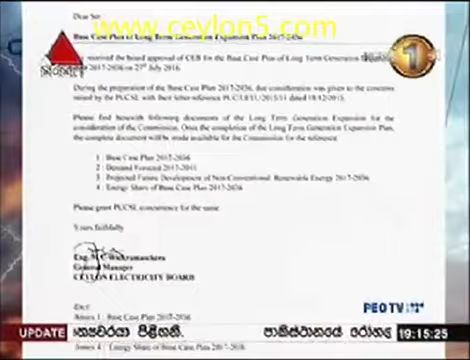 Dear Sir
www.ceylon5.com
Base Case Plan of Long Term Generation Expansion Plan 2017-2036
received the board approval of CEB for the Base Case Plan of Long Term Generation
2017-2036 on 27th July 2016
During the preparation of the Base Case Plan 2017-2036, due consideration was given to the concerns
raised by the PUCSL with their letter reference
Please find herewith following documents of the Long Term Generation Expansion for the
consideration of the Commission. Once the completion of the Long Term Generation Expansion Plan,
the complete document will be made available for the Commission for the reference
1 : Base Case Plan 2017-2036
2 : Demand Forecast 2017-2041
3 : Projected Future Development of Non-Conventional Renewable Energy 2017-2036
4 : Energy Share of Base Case Plan 2017-2036
Please grant PUCSL concurrence for the same
Yours faithfully
Eng. M.C. Wickramasekera
General Manager
CEYLON ELECTRICITY BOARD
Encl:
Annex 1 : Base Case Plan 2017-2036
PEO TV
UPDATE
පාකිස්ථානයේ රෝහල
19:15:25
Annex 4 : Energy Share of Base Case Plan 2017-2036